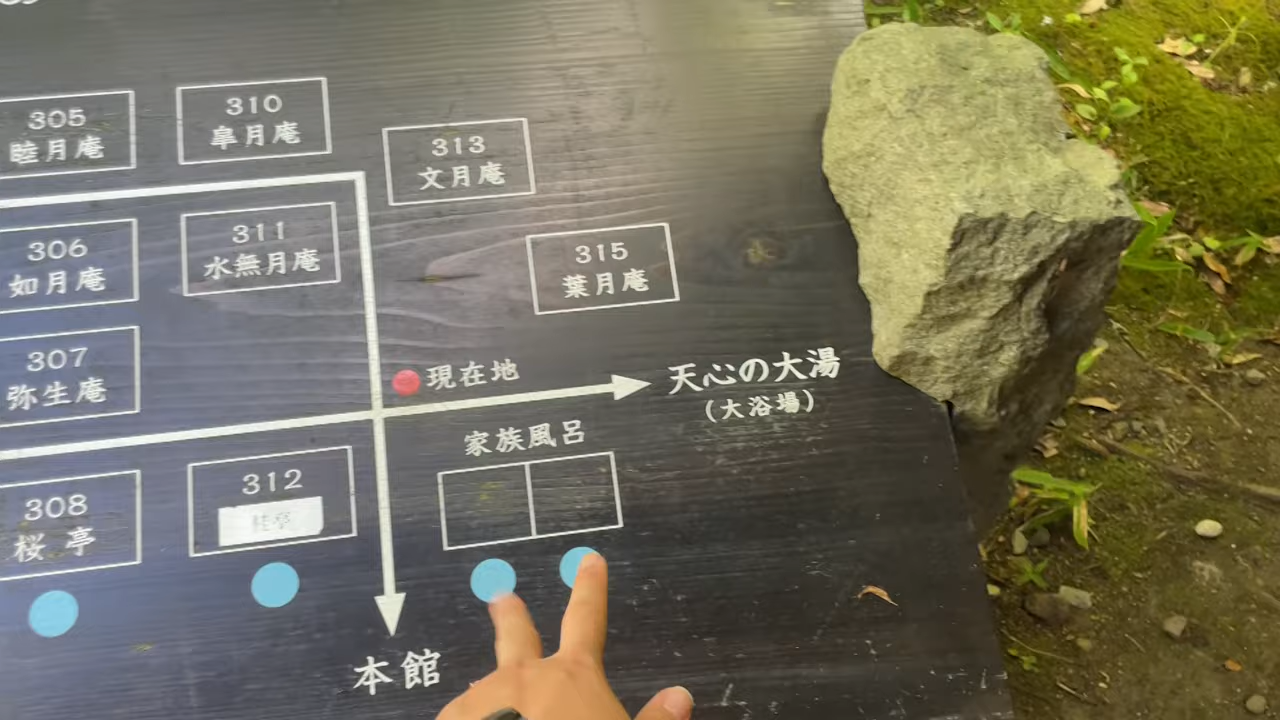 305
睦月庵
310
皐月庵
313
文月庵
306
如月庵
311
水無月庵
315
葉月庵
307
弥生庵
現在地
天心の大湯
(大浴場)
家族風呂
308
桜 亭
312
本館